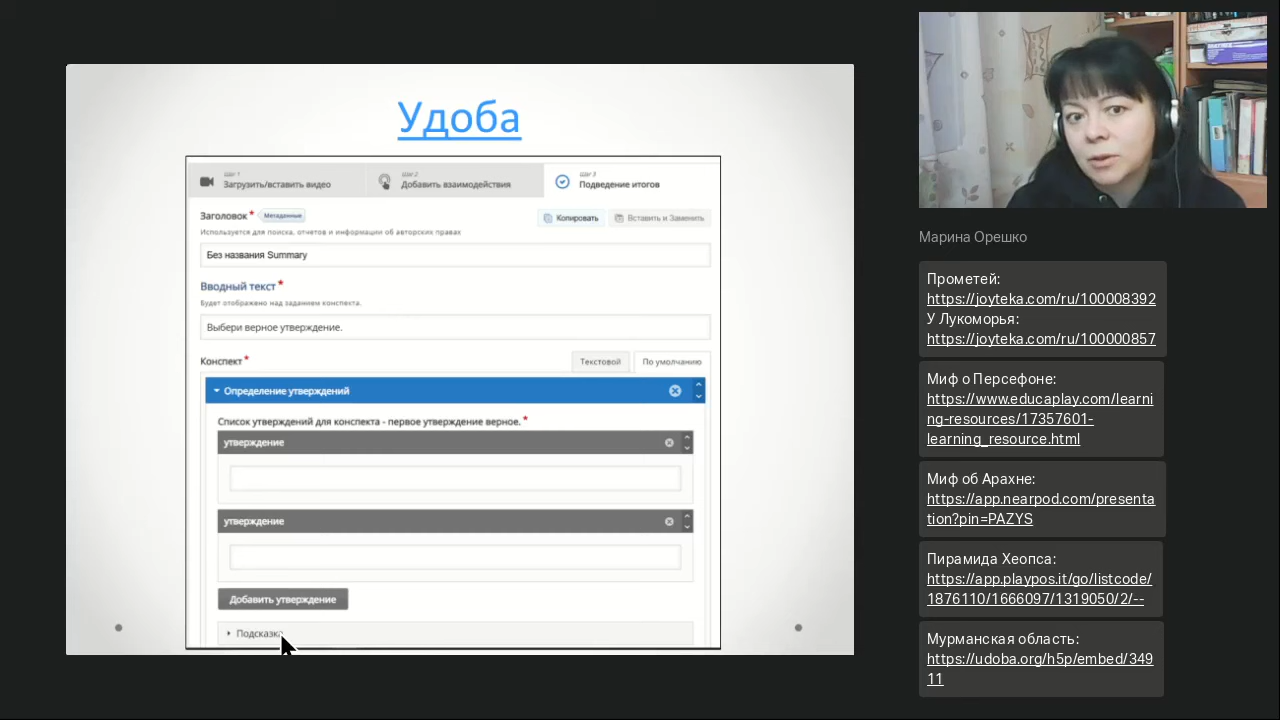 Удоба
Шаг 1
Загрузить/вставить видео
Шаг 2
Добавить взаимодействия
Шаг 3
Подведение итогов
Заголовок * Метаданные
Копировать
Вставить и Заменить
Используется для поиска, отчетов и информации об авторских правах
Без названия Summary
Вводный текст *
Будет отображено над заданием конспекта.
Выбери верное утверждение.
Конспект *
Текстовой
По умолчанию
Определение утверждений
Список утверждений для конспекта - первое утверждение верное. *
утверждение
утверждение
Добавить утверждение
Подсказка
Марина Орешко
Прометей:
https://joyteka.com/ru/100008392
У Лукоморья:
https://joyteka.com/ru/100000857
Миф о Персефоне:
https://www.educaplay.com/learni
ng-resources/17357601-
learning_resource.html
Миф об Арахне:
https://app.nearpod.com/presenta
tion?pin=PAZYS
Пирамида Хеопса:
https://app.playpos.it/go/listcode/
1876110/1666097/1319050/2/--
Мурманская область:
https://udoba.org/h5p/embed/349
11